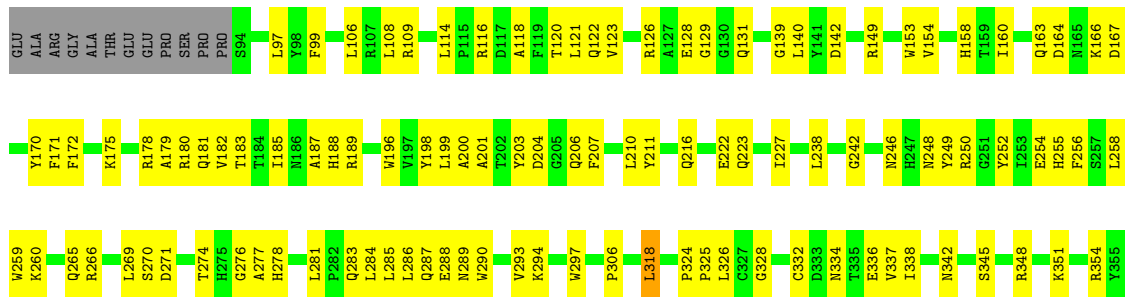 GLU ALA ARG GLY ALA THR GLU GLU PRO SER PRO PRO S94 L97 Y98 F99 L106 R107 L108 R109 L114 P115 R116 D117 A118 F119 T120 L121 Q122 V123 R126 A127 E128 G129 G130 Q131 G139 L140 Y141 D142 R149 W153 V154 H158 T159 I160 Q163 D164 N155 K166 D167
Y170 F171 F172 K175 R178 A179 R180 Q181 V182 T183 T184 I185 N186 A187 H188 R189 W196 V197 Y198 L199 A200 A201 T202 Y203 D204 G205 Q206 F207 L210 Y211 Q216 E222 Q223 I227 L238 G242 N246 H247 N248 Y249 R250 G251 Y252 I253 E254 H255 F256 S257 L258
W259 K260 Q265 R266 L269 S270 D271 T274 H275 G276 A277 H278 L281 P282 Q283 L284 L285 L286 Q287 E288 N289 W290 V293 K294 W297 P306 L318 P324 P325 L326 C327 G328 C332 D333 N334 T335 E336 V337 I338 N342 S345 R348 K351 R354 Y355